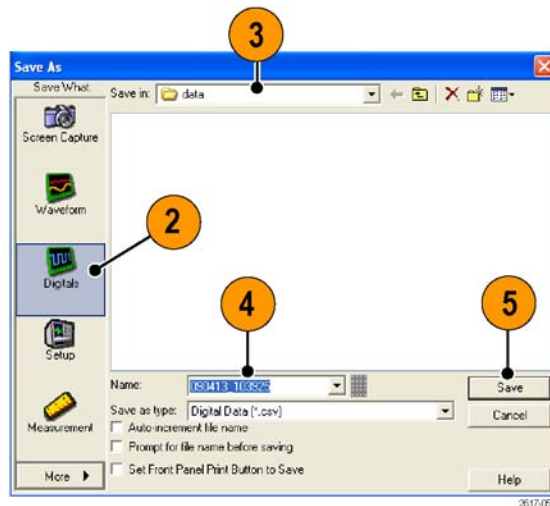 3
Save As
Save What:
Save in: data
Screen Capture
Waveform
2
Digitals
4
5
Setup
Name: 090413_103925
Save
Save as type: Digital Data (*.csv)
Cancel
Measurement
Auto-increment file name
Prompt for file name before saving
More
Set Front Panel Print Button to Save
Help